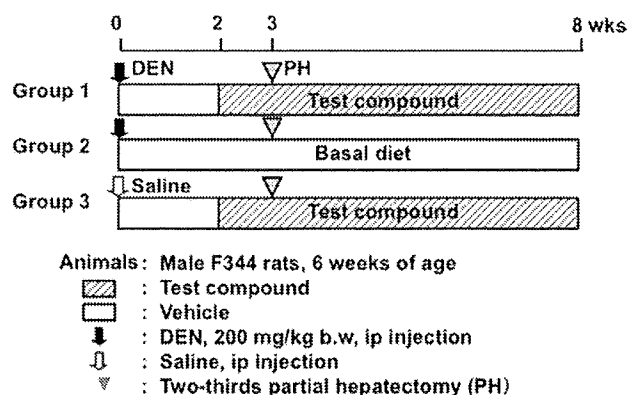 0 2 3 8 wks
DEN PH
Group 1 Test compound
Group 2 Basal diet
Saline
Group 3 Test compound
Animals : Male F344 rats, 6 weeks of age
: Test compound
: Vehicle
: DEN, 200 mg/kg b.w, ip injection
: Saline, ip injection
: Two-thirds partial hepatectomy (PH)